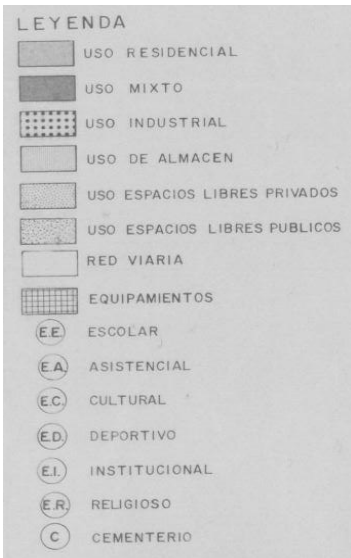 LEYENDA
USO RESIDENCIAL
USO MIXTO
USO INDUSTRIAL
USO DE ALMACEN
USO ESPACIOS LIBRES PRIVADOS
USO ESPACIOS LIBRES PUBLICOS
RED VIARIA
EQUIPAMIENTOS
E.E. ESCOLAR
E.A. ASISTENCIAL
E.C. CULTURAL
E.D. DEPORTIVO
E.I. INSTITUCIONAL
E.R. RELIGIOSO
C CEMENTERIO